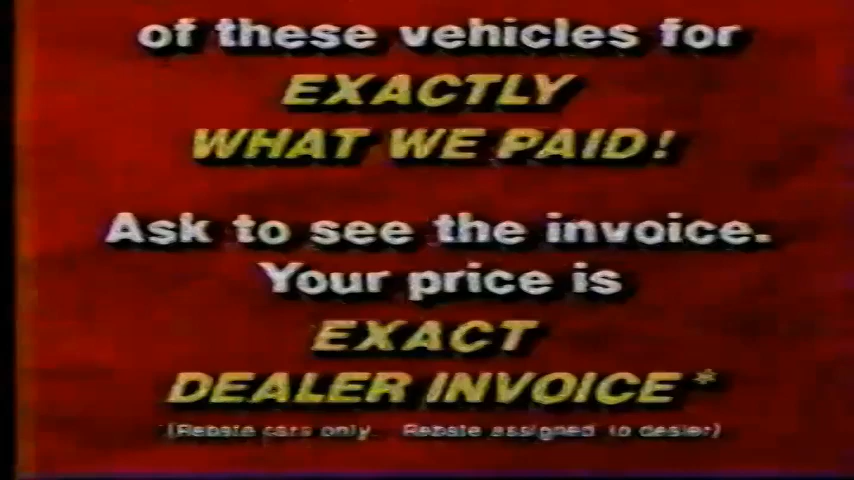 of these vehicles for
EXACTLY
WHAT WE PAID!
Ask to see the invoice.
Your price is
EXACT
DEALER INVOICE*
(Rebate cars only. Rebate assigned to dealer)